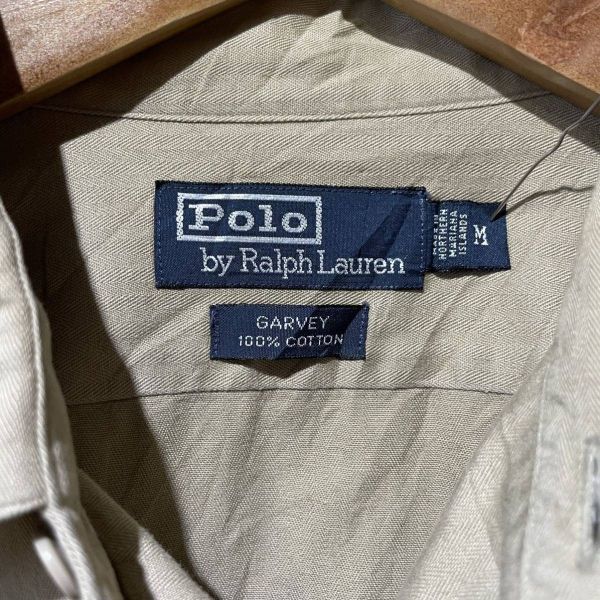 Polo
by Ralph Lauren
MADE IN
NORTHERN
MARIANA
ISLANDS
M
GARVEY
100% COTTON